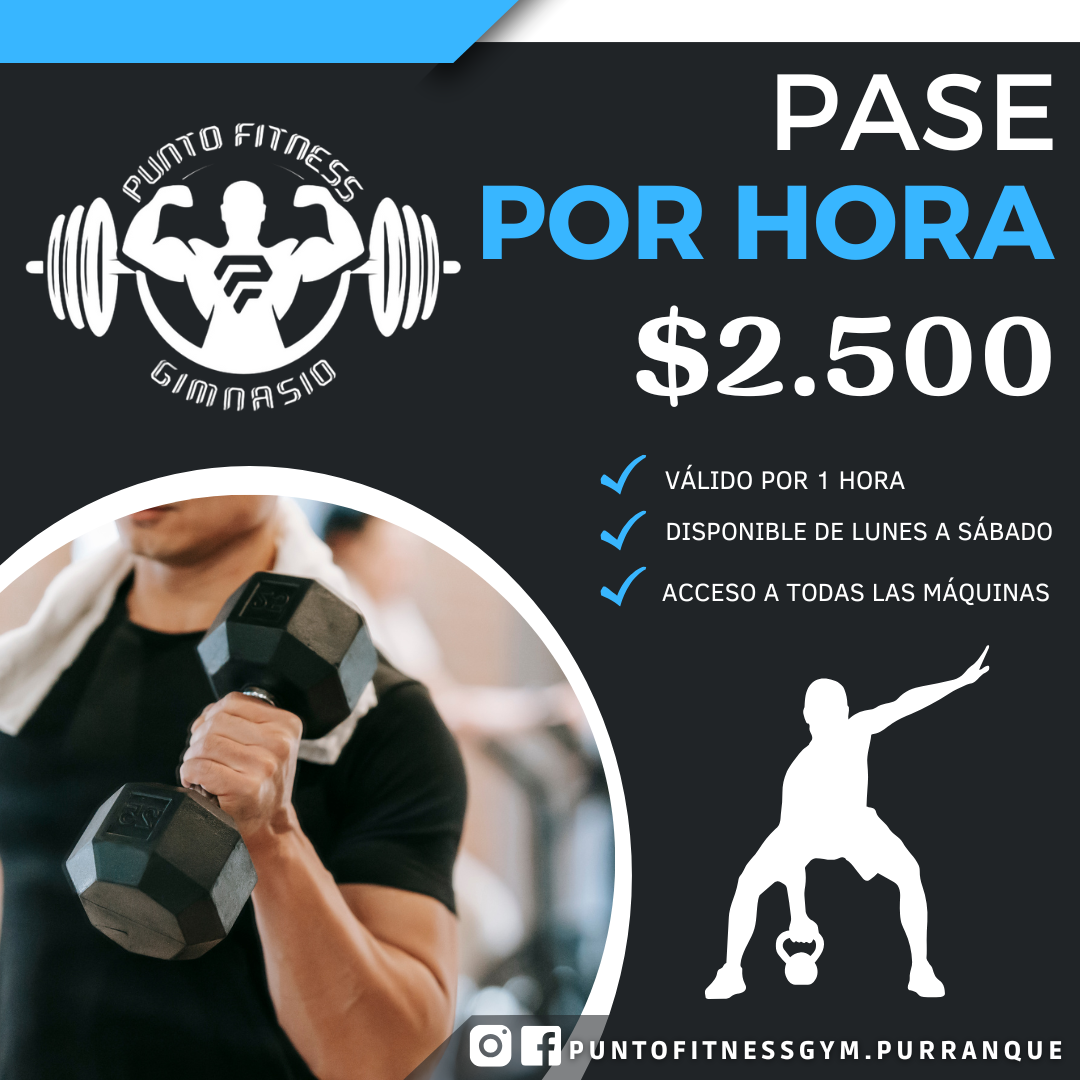 PUNTO FITNESS
GIMNASIO
PASE
POR HORA
$2.500
VÁLIDO POR 1 HORA
DISPONIBLE DE LUNES A SÁBADO
ACCESO A TODAS LAS MÁQUINAS
PUNTOFITNESSGYM.PURRANQUE